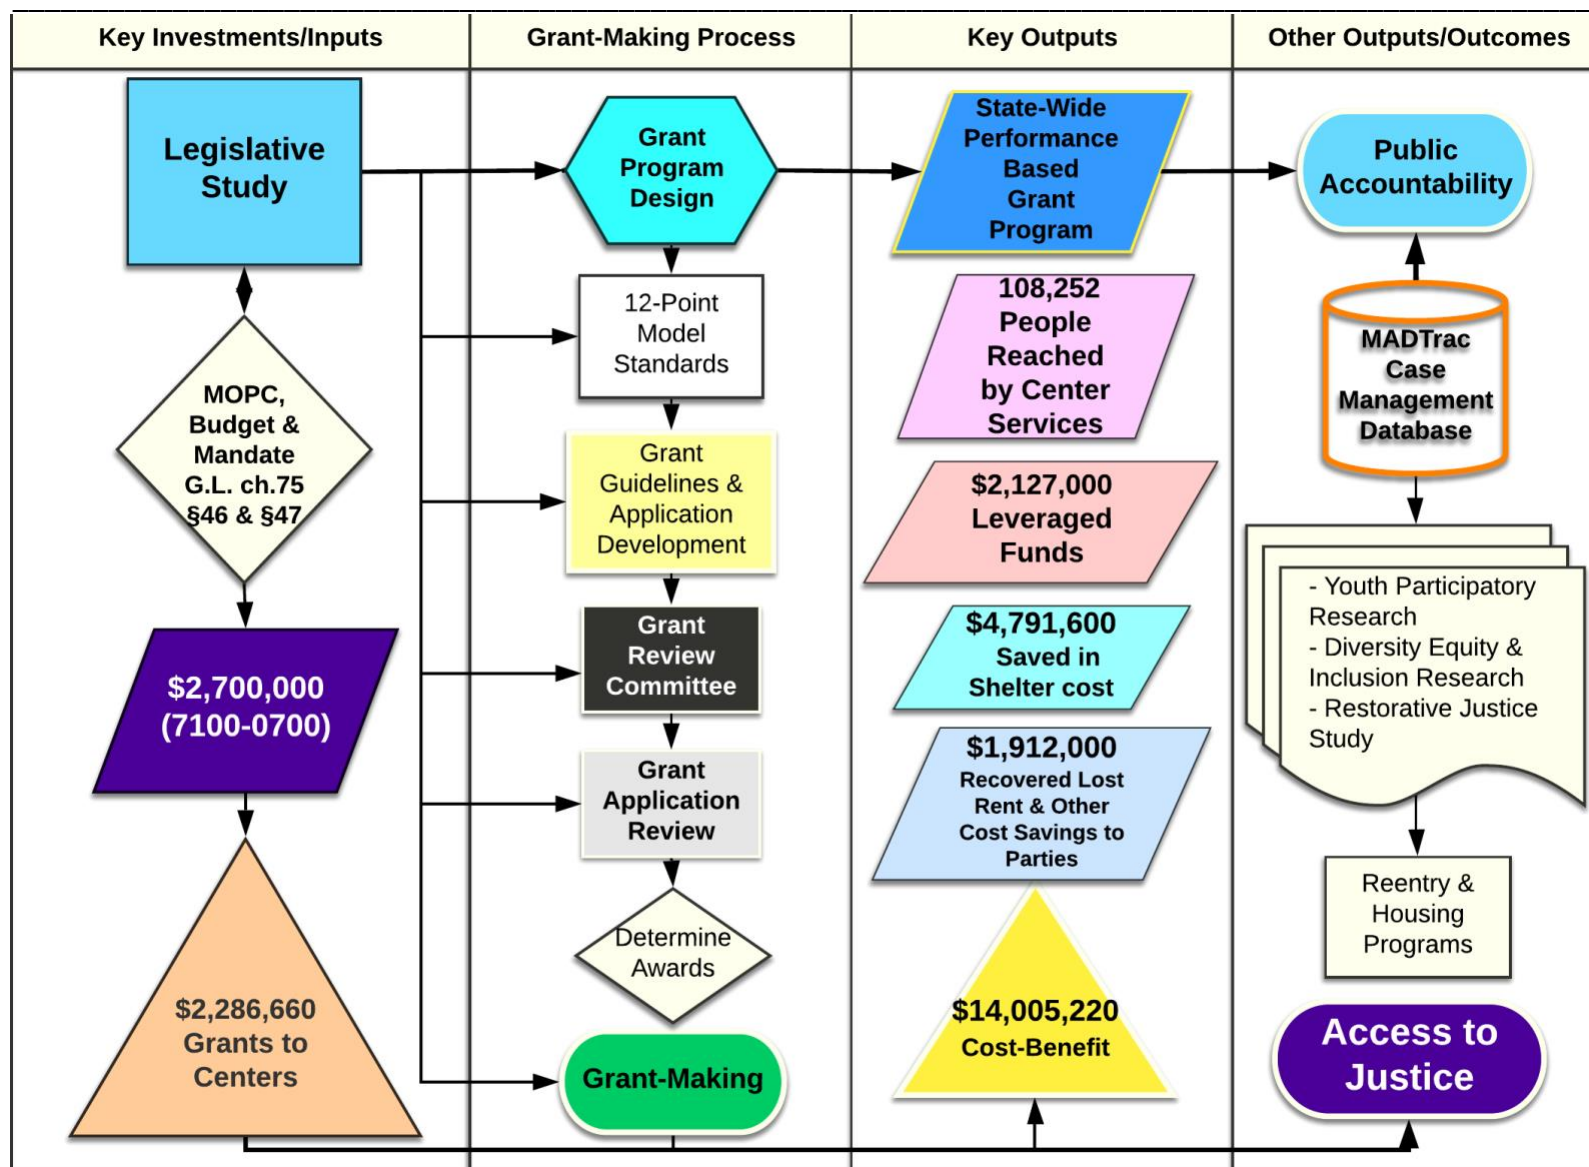 Key Investments/Inputs
Grant-Making Process
Key Outputs
Other Outputs/Outcomes
Legislative
Study
MOPC,
Budget &
Mandate
G.L. ch.75
§46 & §47
$2,700,000
(7100-0700)
$2,286,660
Grants to
Centers
Grant
Program
Design
12-Point
Model
Standards
Grant
Guidelines &
Application
Development
Grant
Review
Committee
Grant
Application
Review
Determine
Awards
Grant-Making
State-Wide
Performance
Based
Grant
Program
108,252
People
Reached
by Center
Services
$2,127,000
Leveraged
Funds
$4,791,600
Saved in
Shelter cost
$1,912,000
Recovered Lost
Rent & Other
Cost Savings to
Parties
$14,005,220
Cost-Benefit
Public
Accountability
MADTrac
Case
Management
Database
- Youth Participatory
Research
- Diversity Equity &
Inclusion Research
- Restorative Justice
Study
Reentry &
Housing
Programs
Access to
Justice